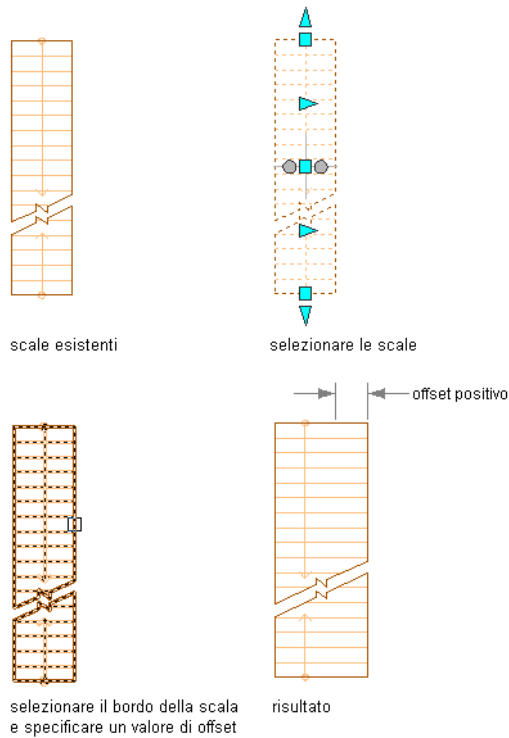 scale esistenti
selezionare le scale
offset positivo
selezionare il bordo della scala
e specificare un valore di offset
risultato